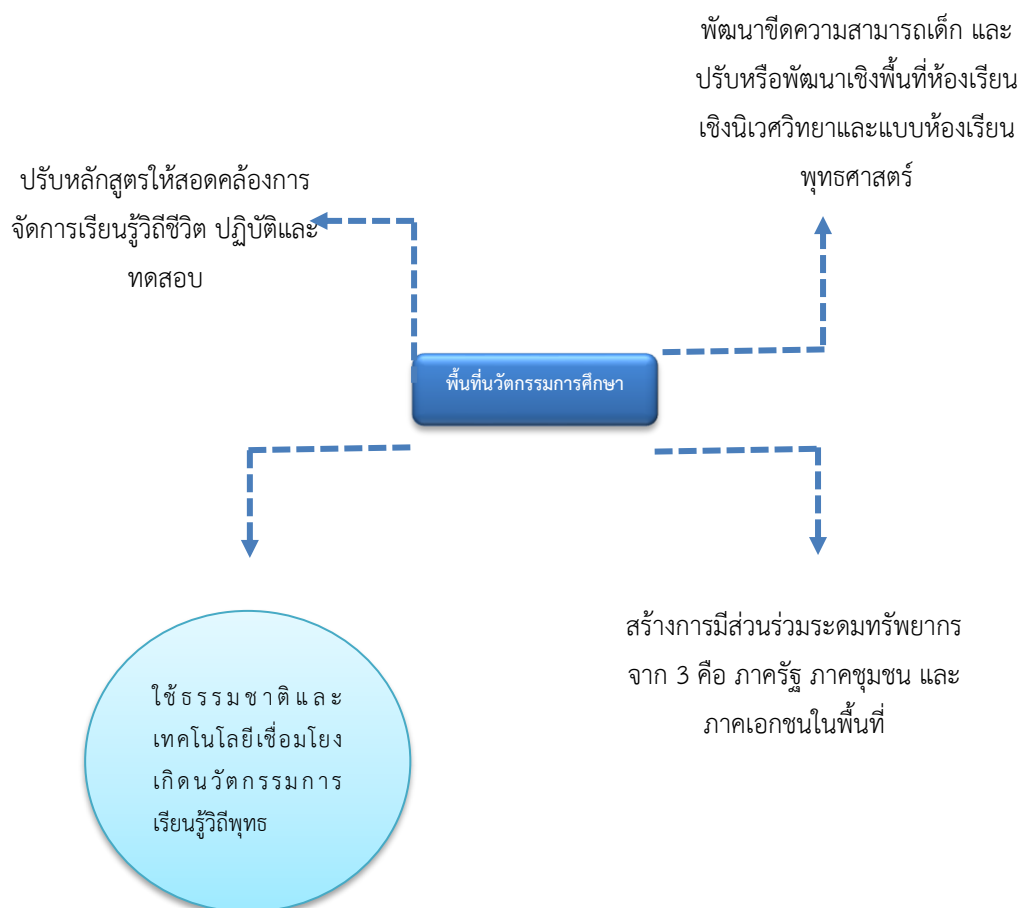 พัฒนาขีดความสามารถเด็ก และ
ปรับหรือพัฒนาเชิงพื้นที่ห้องเรียน
เชิงนิเวศวิทยาและแบบห้องเรียน
พุทธศาสตร์
ปรับหลักสูตรให้สอดคล้องการ
จัดการเรียนรู้วิถีชีวิต ปฏิบัติและ
ทดสอบ
พื้นที่นวัตกรรมการศึกษา
สร้างการมีส่วนร่วมระดมทรัพยากร
จาก 3 คือ ภาครัฐ ภาคชุมชน และ
ภาคเอกชนในพื้นที่
ใช้ธรรมชาติและ
เทคโนโลยีเชื่อมโยง
เกิดนวัตกรรมการ
เรียนรู้วิถีพุทธ